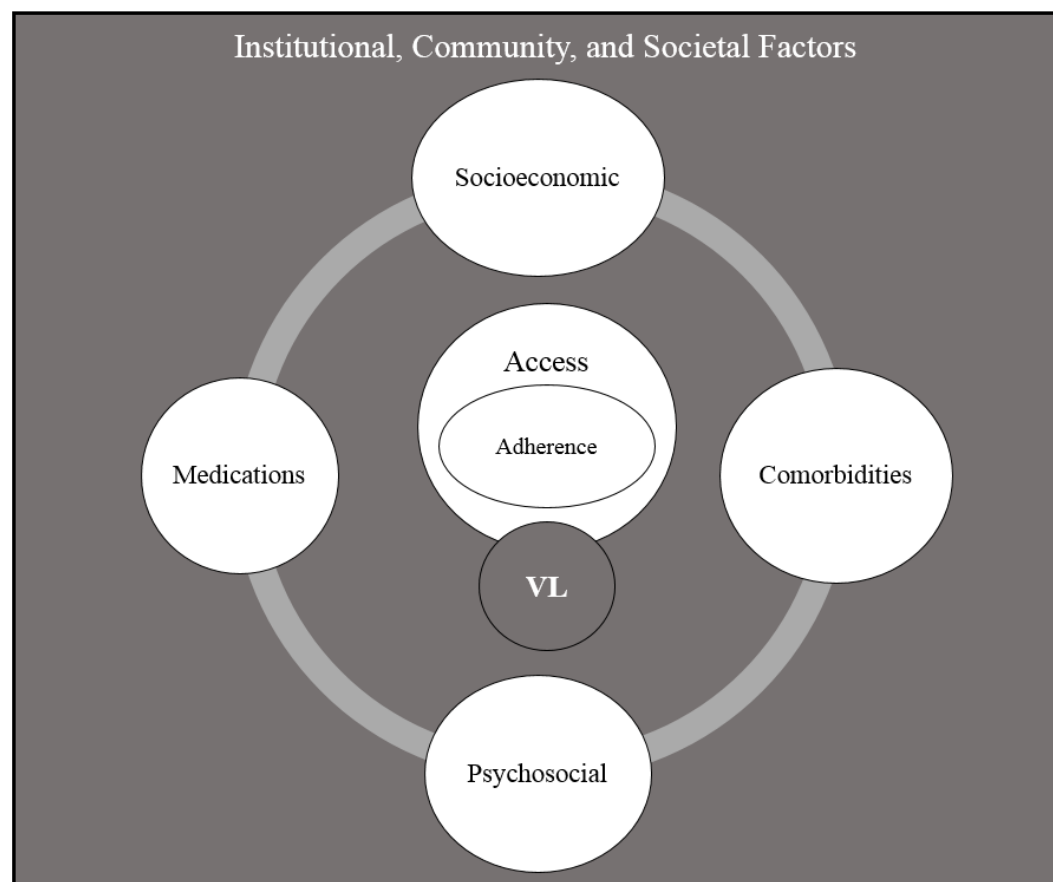 Institutional, Community, and Societal Factors
Socioeconomic
Access
Adherence
Medications
Comorbidities
VL
Psychosocial